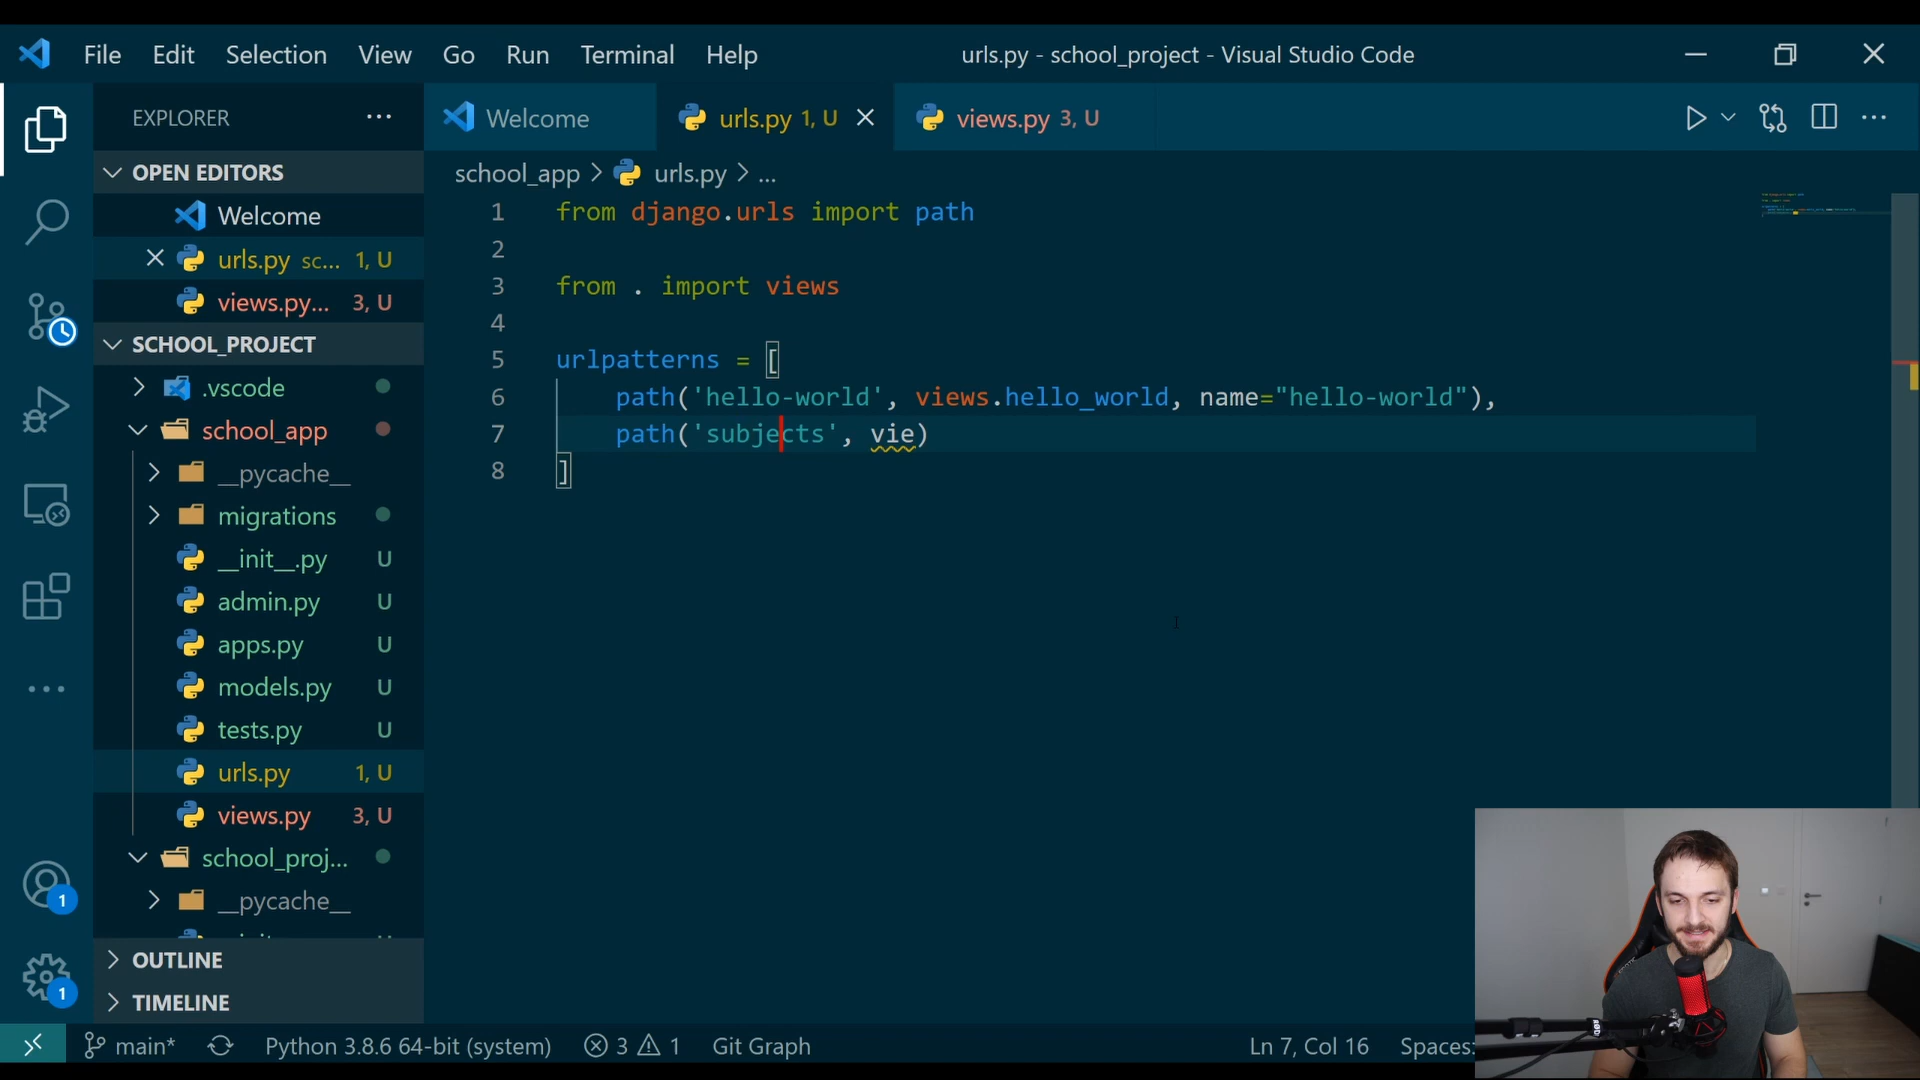 File Edit Selection View Go Run Terminal Help
urls.py - school_project - Visual Studio Code
EXPLORER
Welcome
urls.py 1, U
views.py 3, U
OPEN EDITORS
Welcome
urls.py sc... 1, U
views.py... 3, U
SCHOOL_PROJECT
.vscode
school_app
__pycache__
migrations
__init__.py U
admin.py U
apps.py U
models.py U
tests.py U
urls.py 1, U
views.py 3, U
school_proj...
__pycache__
OUTLINE
TIMELINE
school_app > urls.py > ...
1 from django.urls import path
2
3 from . import views
4
5 urlpatterns = [
6 path('hello-world', views.hello_world, name="hello-world"),
7 path('subjects', vie)
8 ]
1
1
main* Python 3.8.6 64-bit (system) 3 1 Git Graph
Ln 7, Col 16 Spaces: